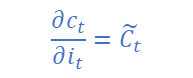 ∂c_t/∂i_t = C̃_t